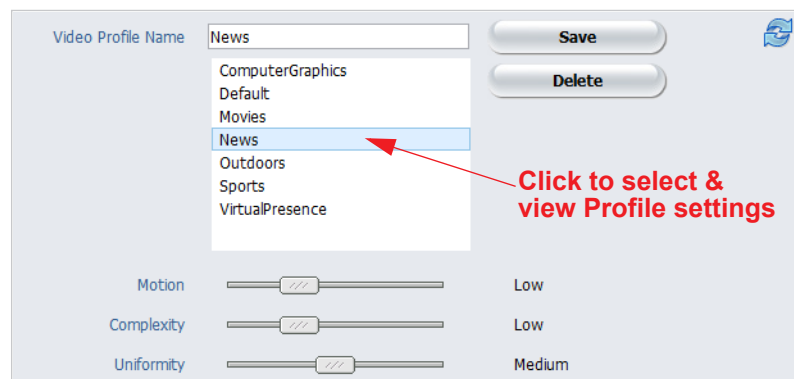 Video Profile Name News Save
ComputerGraphics
Delete
Default
Movies
News
Outdoors
Sports
VirtualPresence
Click to select &
view Profile settings
Motion Low
Complexity Low
Uniformity Medium